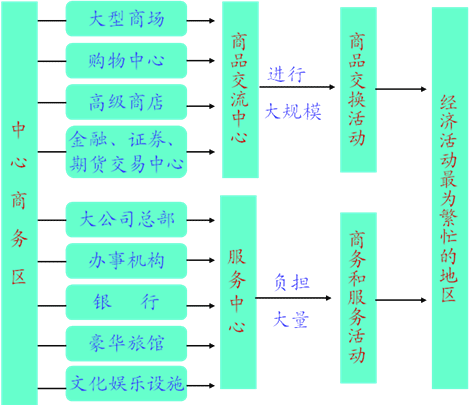 中心商务区
大型商场
购物中心
高级商店
金融、证券、
期货交易中心
大公司总部
办事机构
银 行
豪华旅馆
文化娱乐设施
商品交流中心
服务中心
进行
大规模
负担
大量
商品交换活动
商务和服务活动
经济活动最为繁忙的地区